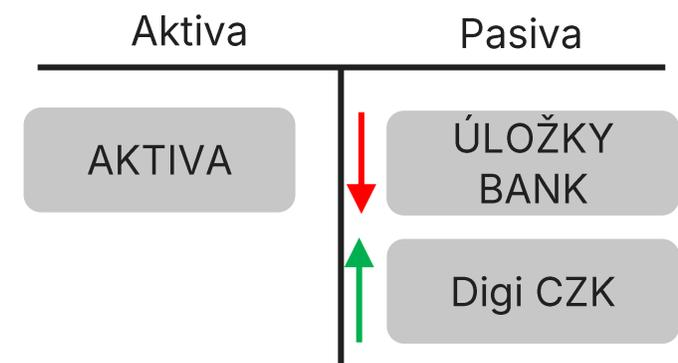 Aktiva
Pasiva
AKTIVA
ÚLOŽKY
BANK
Digi CZK